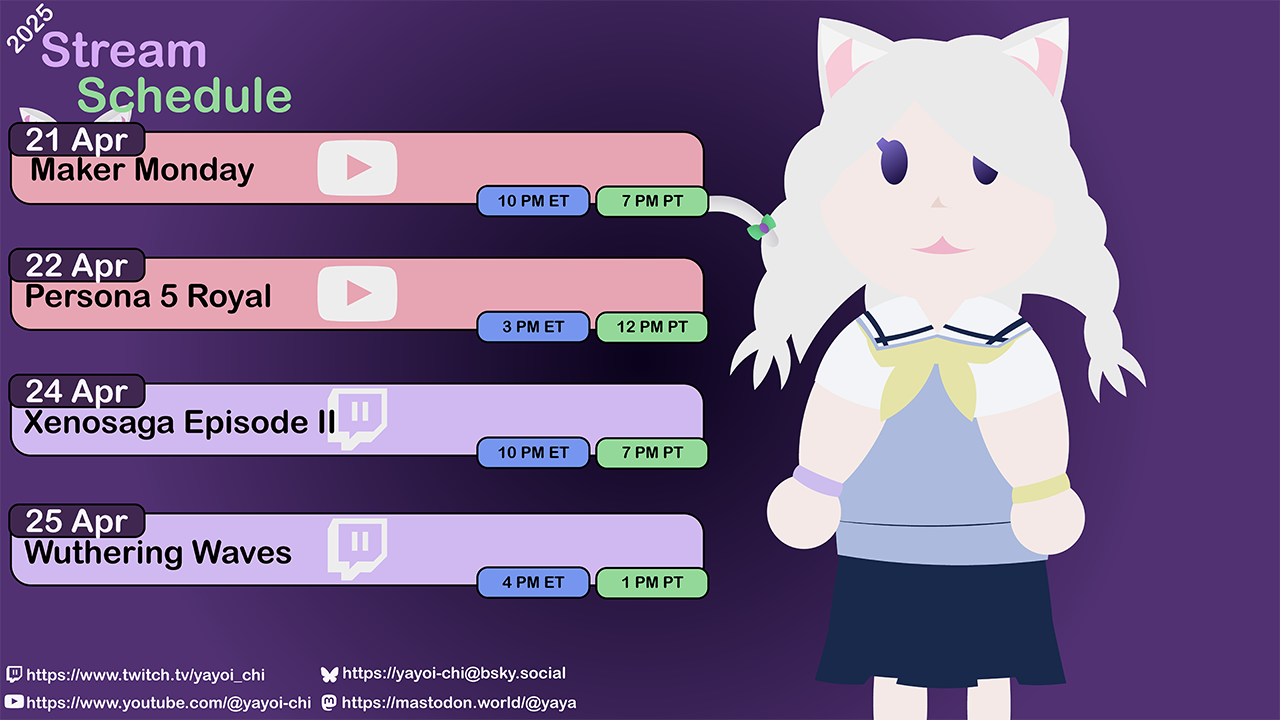 2025
Stream
Schedule
21 Apr
Maker Monday
10 PM ET
7 PM PT
22 Apr
Persona 5 Royal
3 PM ET
12 PM PT
24 Apr
Xenosaga Episode II
10 PM ET
7 PM PT
25 Apr
Wuthering Waves
4 PM ET
1 PM PT
https://www.twitch.tv/yayoi_chi
https://yayoi-chi@bsky.social
https://www.youtube.com/@yayoi-chi
https://mastodon.world/@yaya